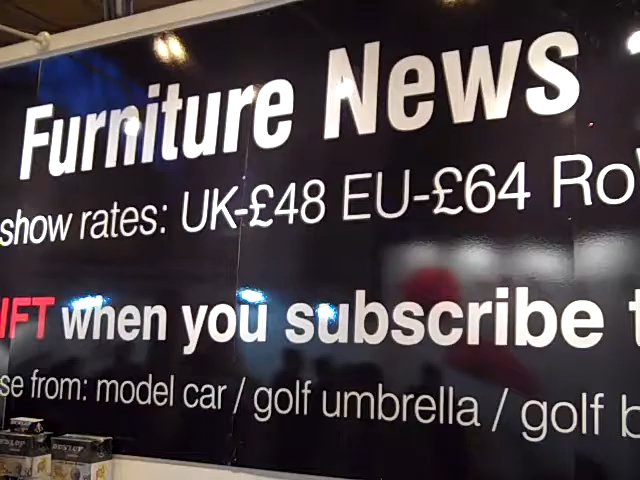 Furniture News
show rates: UK-£48 EU-£64 Ro
IFT when you subscribe t
se from: model car / golf umbrella / golf b